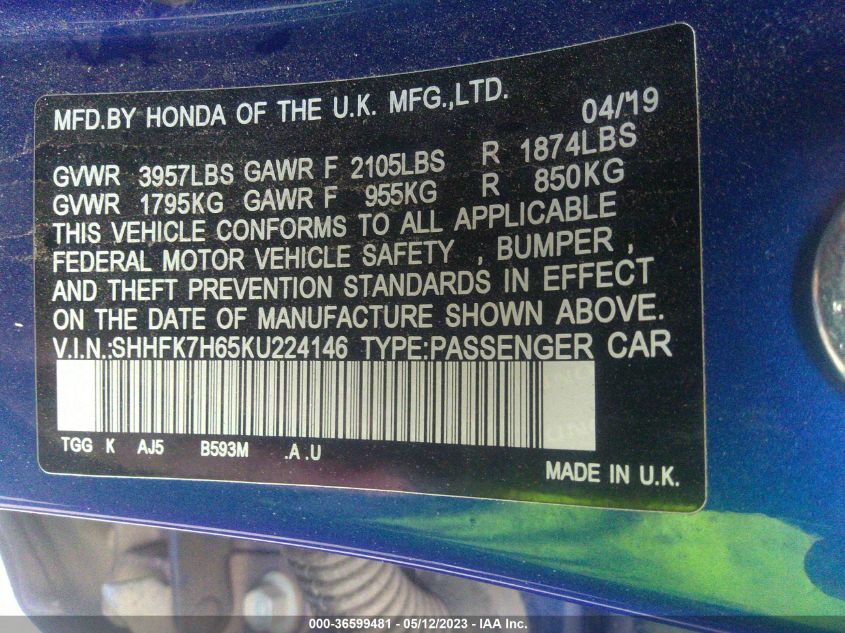 MFD.BY HONDA OF THE U.K. MFG.,LTD. 04/'19
GVWR 3957LBS GAWR F 2105LBS R 1874LBS
GVWR 1795KG GAWR F 955KG R 850KG
THIS VEHICLE CONFORMS TO ALL APPLICABLE
FEDERAL MOTOR VEHICLE SAFETY , BUMPER ,
AND THEFT PREVENTION STANDARDS IN EFFECT
ON THE DATE OF MANUFACTURE SHOWN ABOVE.
V.I.N.:SHHFK7H65KU224146 TYPE:PASSENGER CAR
TGG K AJ5 B593M .A .U
MADE IN U.K.
000-36599481 - 05/12/2023 - IAA Inc.